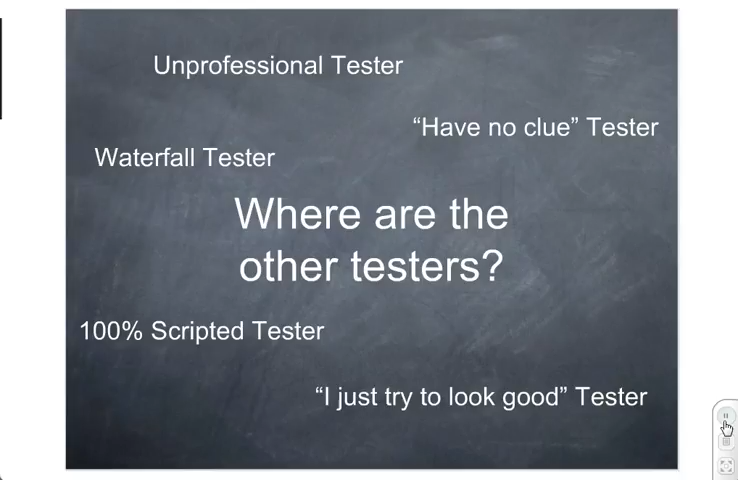 Unprofessional Tester
“Have no clue” Tester
Waterfall Tester
Where are the
other testers?
100% Scripted Tester
“I just try to look good” Tester